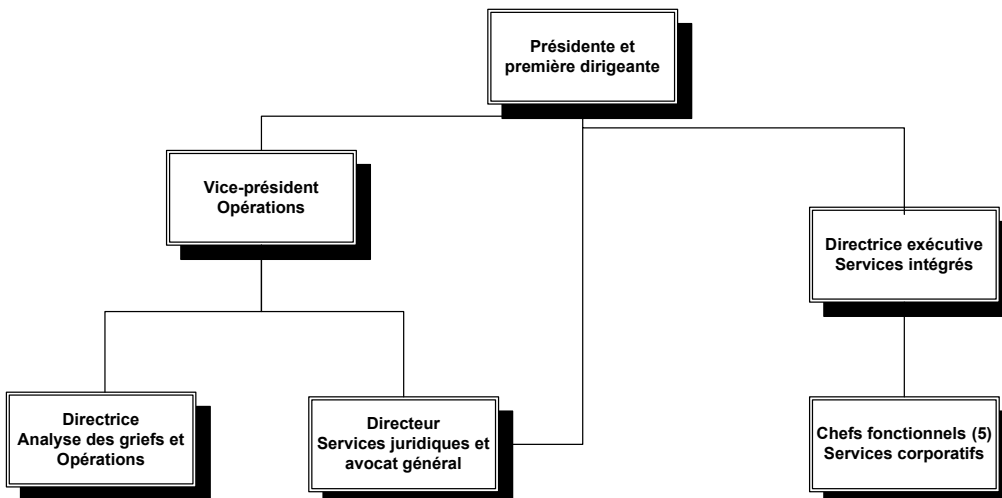 Présidente et
première dirigeante
Vice-président
Opérations
Directrice exécutive
Services intégrés
Directrice
Analyse des griefs et
Opérations
Directeur
Services juridiques et
avocat général
Chefs fonctionnels (5)
Services corporatifs